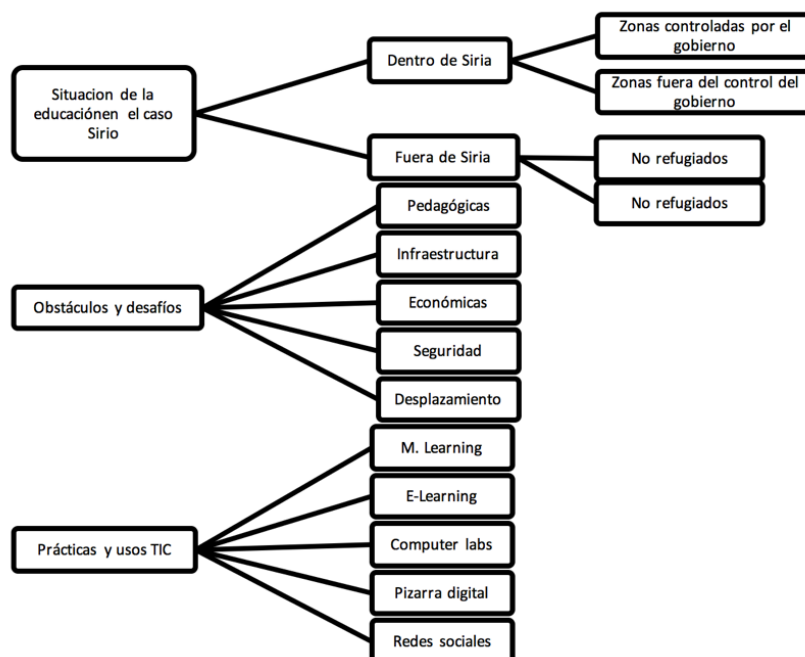 Situacion de la
educaciónen el caso
Sirio
Dentro de Siria
Zonas controladas por el
gobierno
Zonas fuera del control del
gobierno
Fuera de Siria
No refugiados
No refugiados
Obstáculos y desafíos
Pedagógicas
Infraestructura
Económicas
Seguridad
Desplazamiento
Prácticas y usos TIC
M. Learning
E-Learning
Computer labs
Pizarra digital
Redes sociales